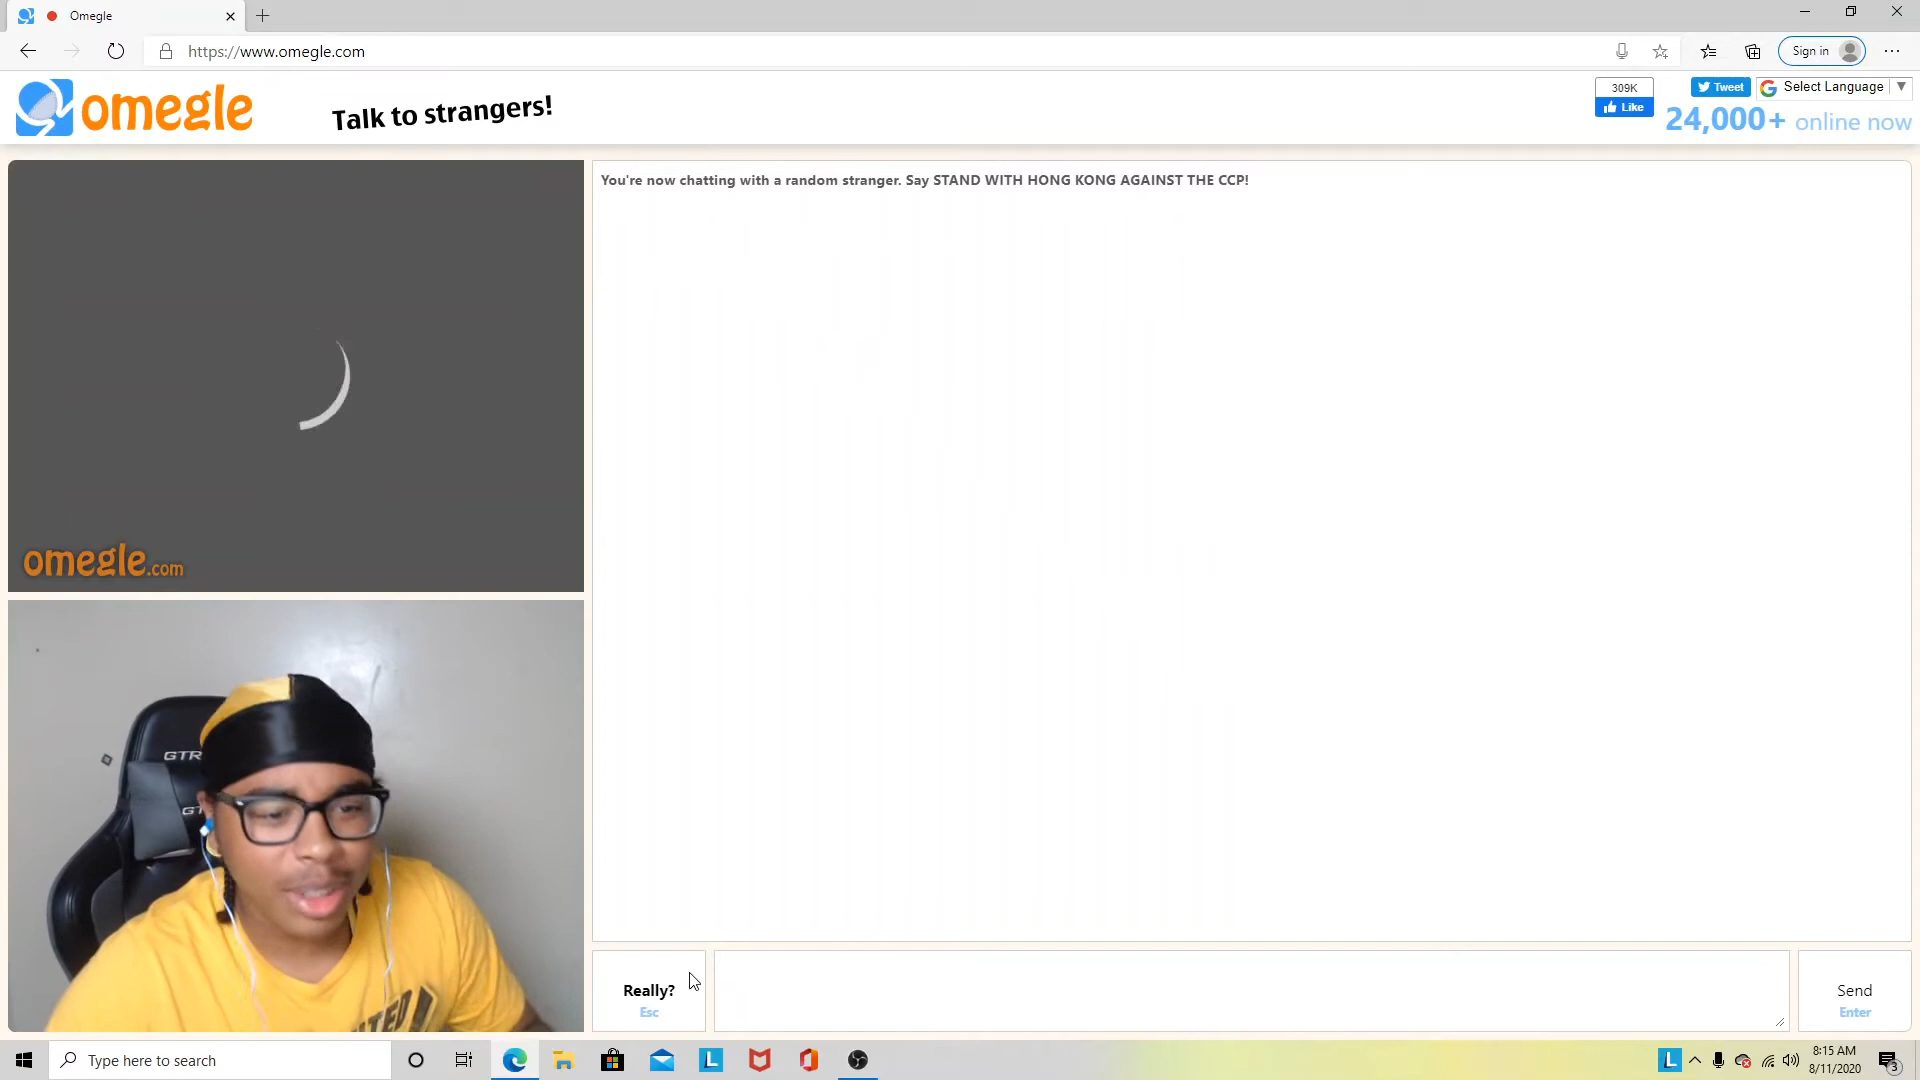 Omegle
https://www.omegle.com
Sign in
omegle
Talk to strangers!
309K
Like
Tweet
Select Language
24,000+ online now
You're now chatting with a random stranger. Say STAND WITH HONG KONG AGAINST THE CCP!
omegle.com
GTR
Really?
Esc
Send
Enter
Type here to search
L
L
8:15 AM
8/11/2020
3